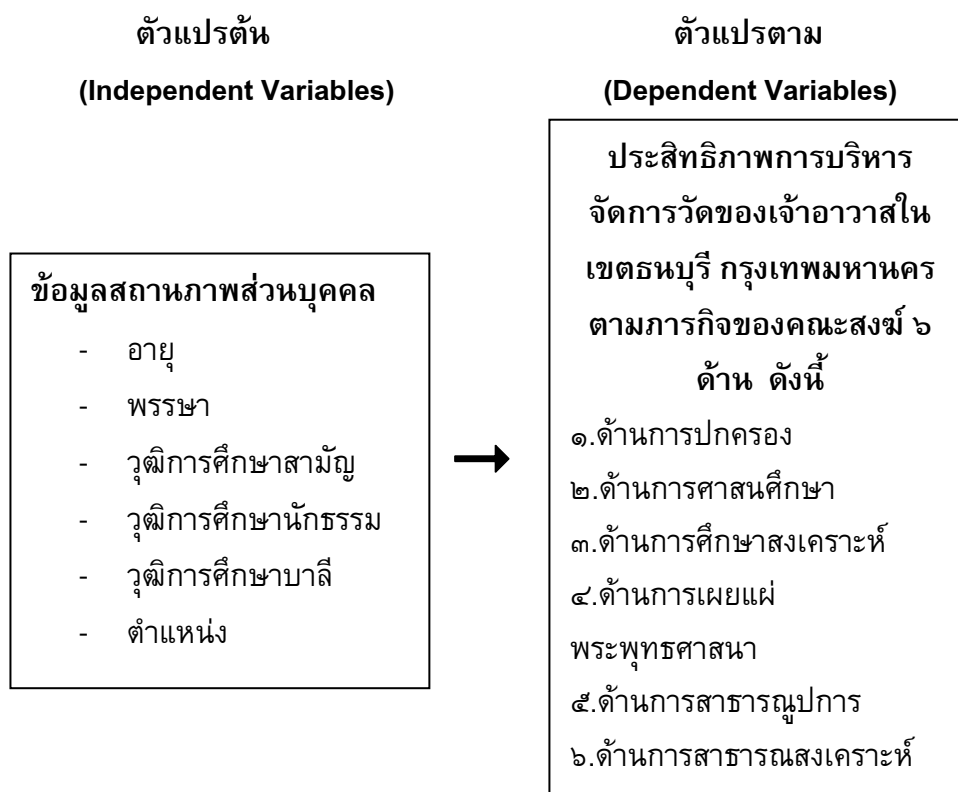 ตัวแปรต้น
(Independent Variables)
ข้อมูลสถานภาพส่วนบุคคล
- อายุ
- พรรษา
- วุฒิการศึกษาสามัญ
- วุฒิการศึกษานักธรรม
- วุฒิการศึกษาบาลี
- ตำแหน่ง
ตัวแปรตาม
(Dependent Variables)
ประสิทธิภาพการบริหาร
จัดการวัดของเจ้าอาวาสใน
เขตธนบุรี กรุงเทพมหานคร
ตามภารกิจของคณะสงฆ์ ๖
ด้าน ดังนี้
๑.ด้านการปกครอง
๒.ด้านการศาสนศึกษา
๓.ด้านการศึกษาสงเคราะห์
๔.ด้านการเผยแผ่
พระพุทธศาสนา
๕.ด้านการสาธารณูปการ
๖.ด้านการสาธารณสงเคราะห์